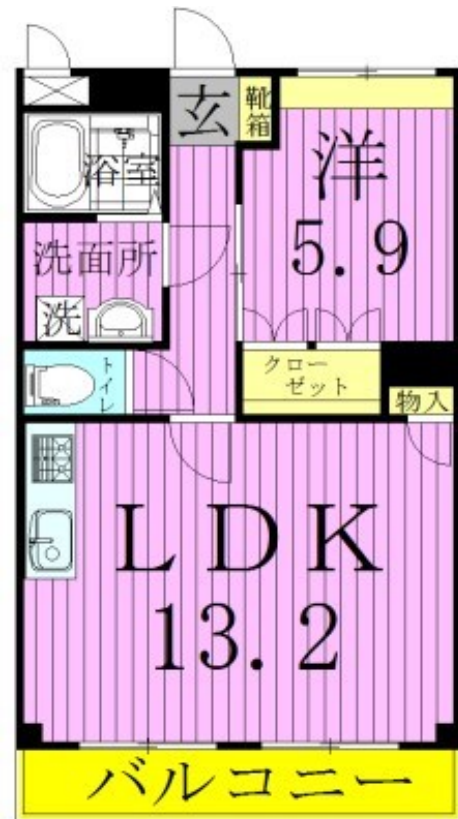 玄
靴
箱
浴室
洋
5.9
洗面所
洗
トイレ
クロー
ゼット
物入
LDK
13.2
バルコニー